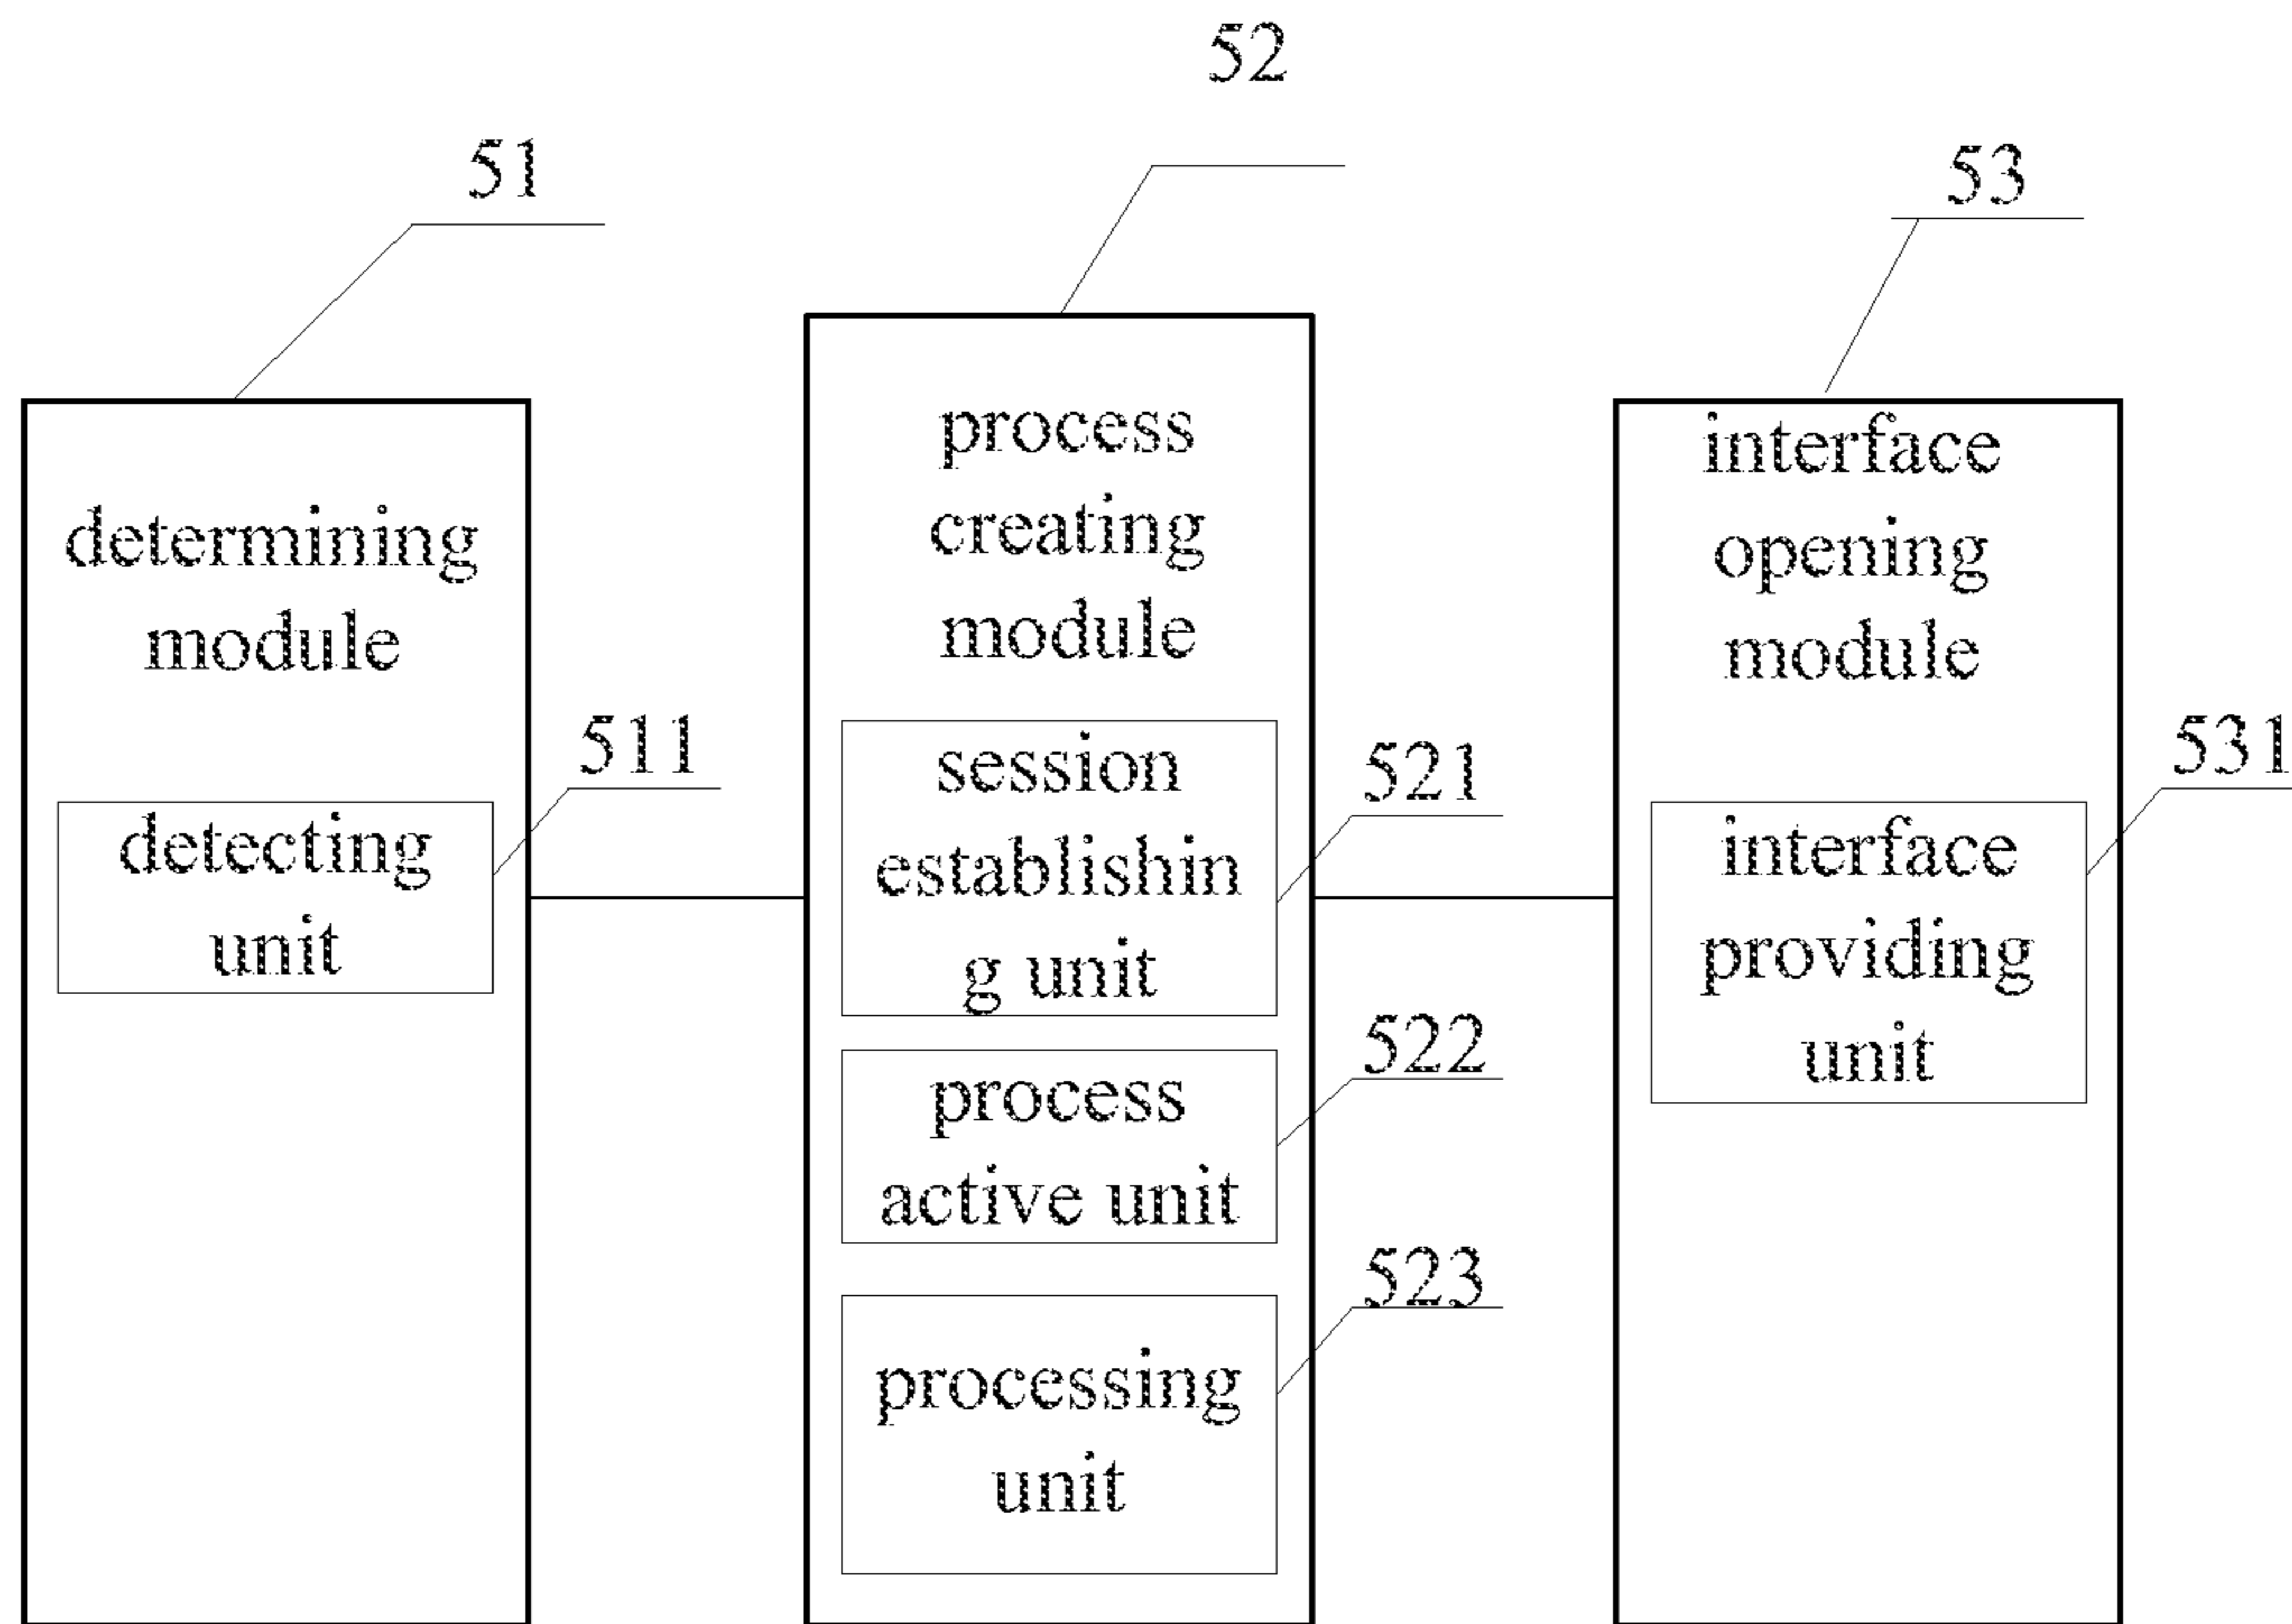 52
51
53
determining
module
511
detecting
unit
process
creating
module
session
establishin
g unit
521
process
active unit
522
processing
unit
523
interface
opening
module
531
interface
providing
unit